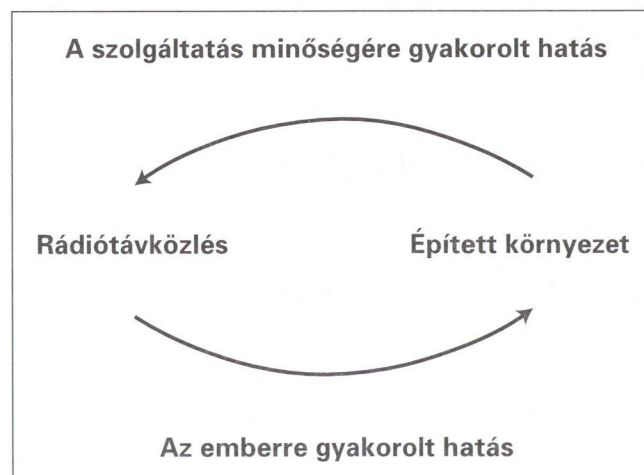 A szolgáltatás minőségére gyakorolt hatás
Rádiótávközlés
Épített környezet
Az emberre gyakorolt hatás